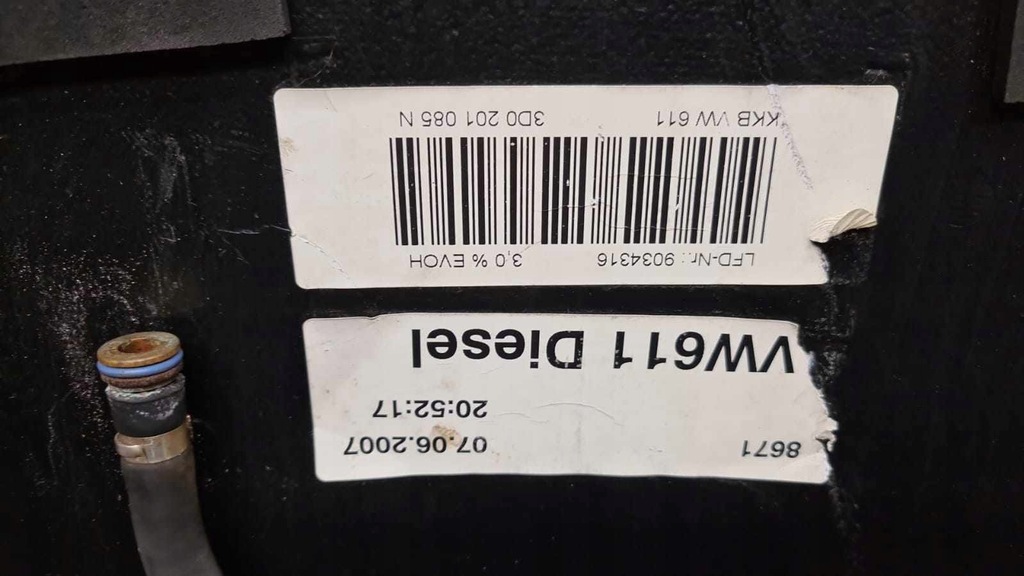 8671 07.06.2007
20:52:17
VW611 Diesel
LFD-Nr.: 9034316 3,0 % EVOH
KKB VW 611 3D0 201 085 N